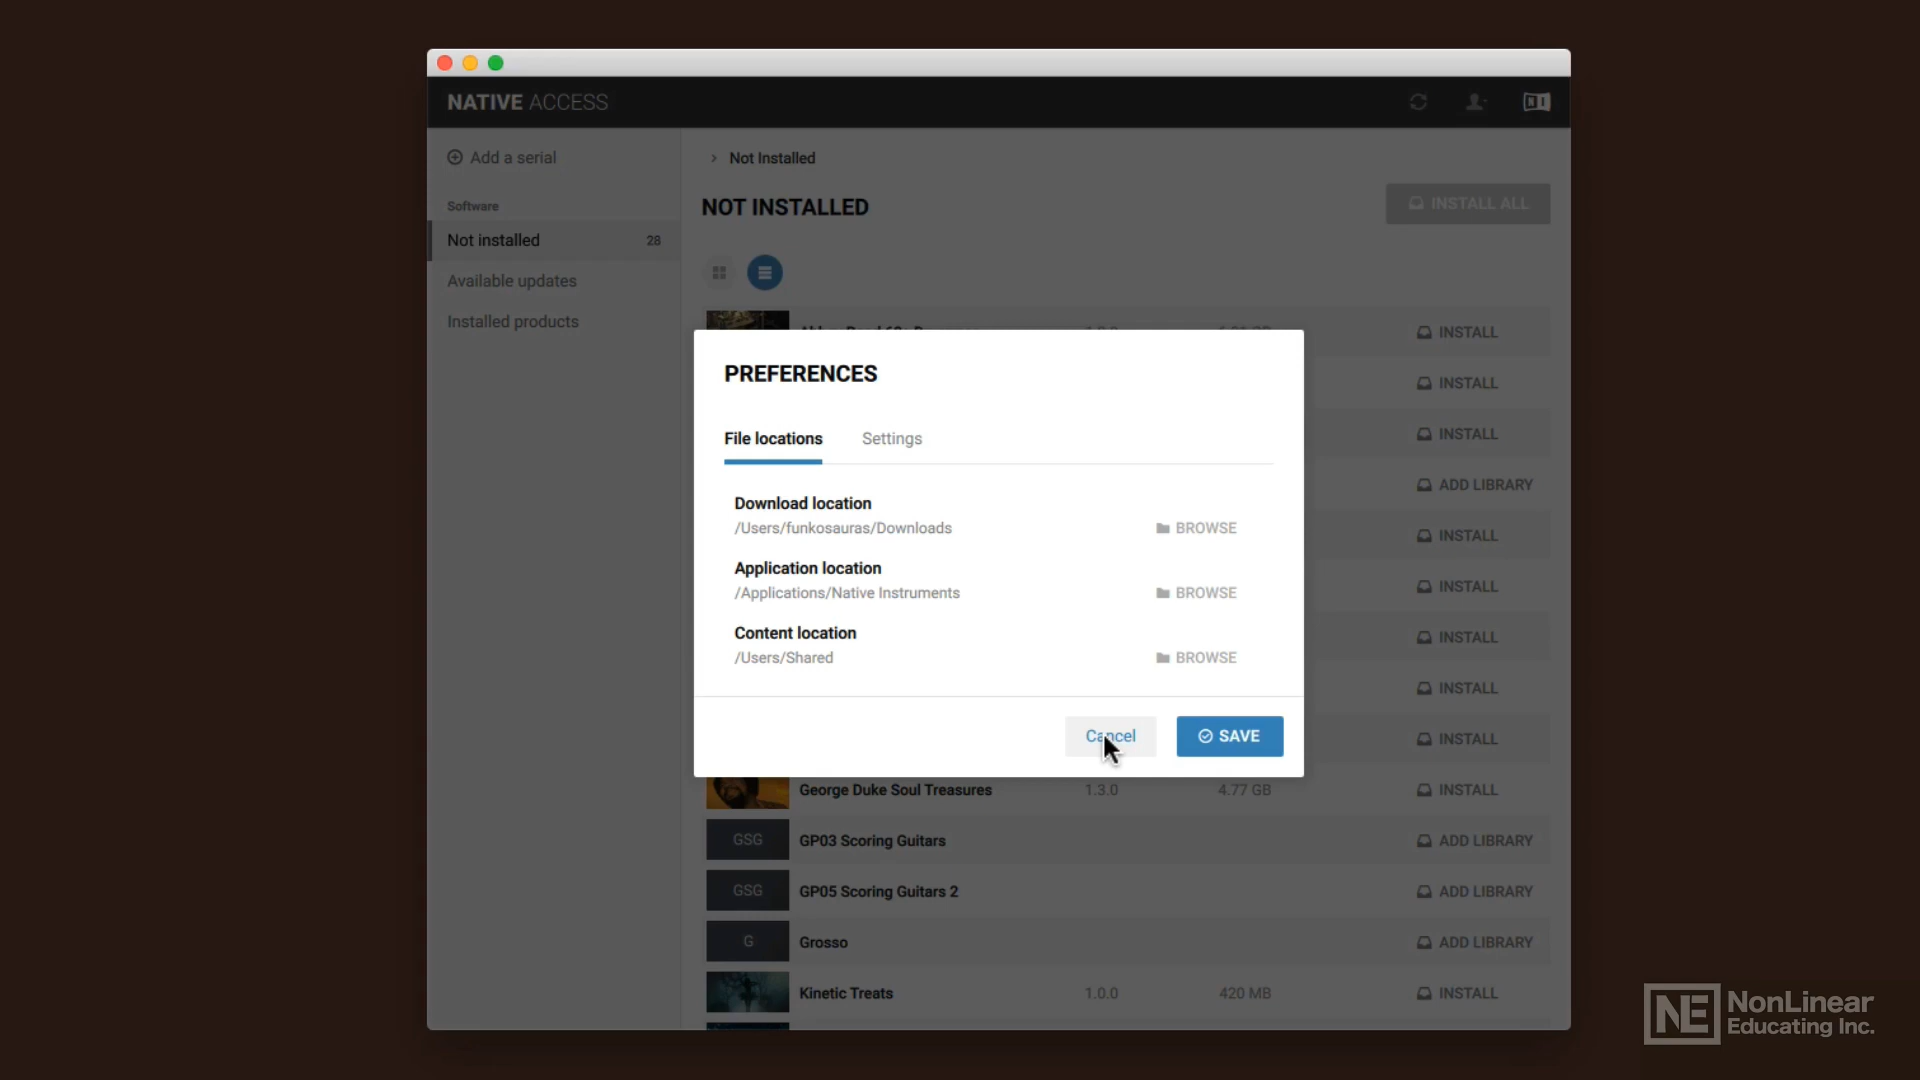 NATIVE ACCESS
NI
Add a serial
Software
Not installed 28
Available updates
Installed products
Not Installed
NOT INSTALLED
INSTALL ALL
INSTALL
INSTALL
INSTALL
ADD LIBRARY
INSTALL
INSTALL
INSTALL
INSTALL
INSTALL
PREFERENCES
File locations Settings
Download location
/Users/funkosauras/Downloads BROWSE
Application location
/Applications/Native Instruments BROWSE
Content location
/Users/Shared BROWSE
Cancel SAVE
George Duke Soul Treasures 1.3.0 4.77 GB INSTALL
GSG GP03 Scoring Guitars ADD LIBRARY
GSG GP05 Scoring Guitars 2 ADD LIBRARY
G Grosso ADD LIBRARY
Kinetic Treats 1.0.0 420 MB INSTALL
NE NonLinear
Educating Inc.